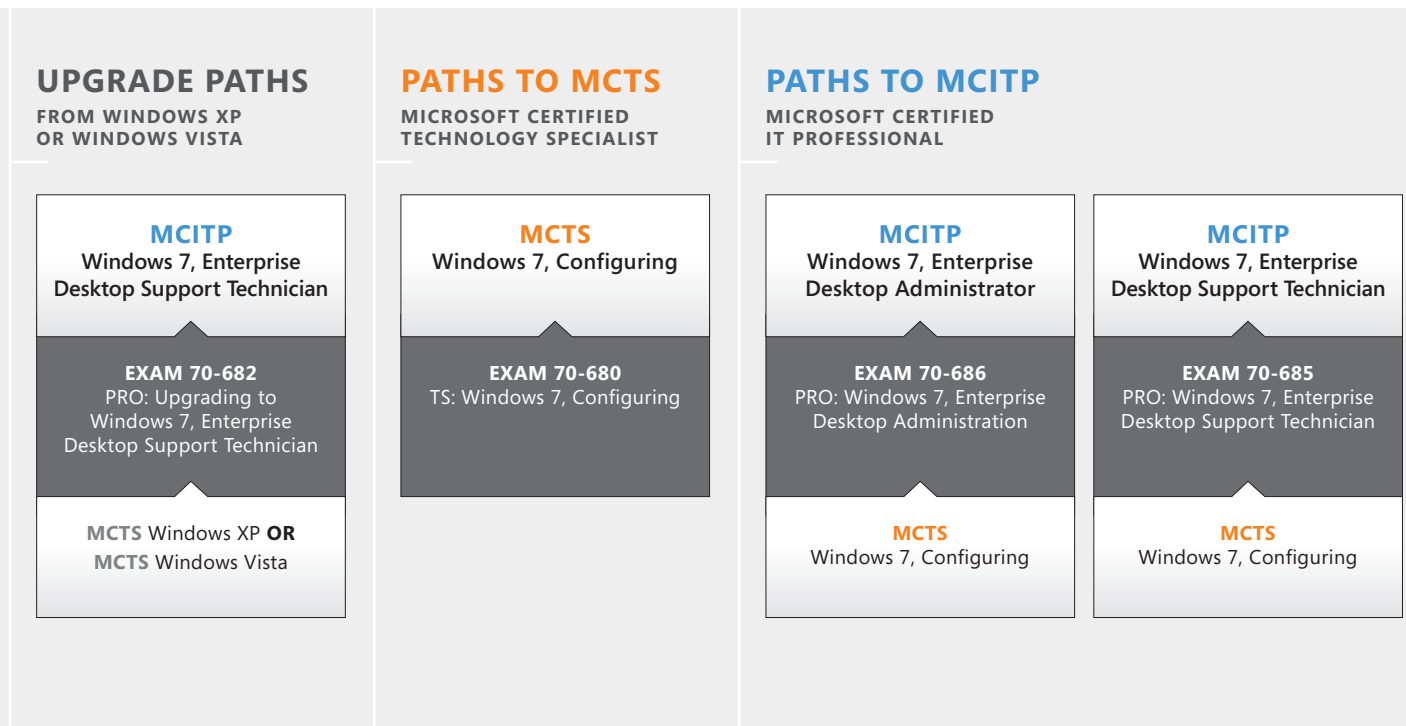 UPGRADE PATHS
FROM WINDOWS XP
OR WINDOWS VISTA
MCITP
Windows 7, Enterprise
Desktop Support Technician
EXAM 70-682
PRO: Upgrading to
Windows 7, Enterprise
Desktop Support Technician
MCTS Windows XP OR
MCTS Windows Vista
PATHS TO MCTS
MICROSOFT CERTIFIED
TECHNOLOGY SPECIALIST
MCTS
Windows 7, Configuring
EXAM 70-680
TS: Windows 7, Configuring
PATHS TO MCITP
MICROSOFT CERTIFIED
IT PROFESSIONAL
MCITP
Windows 7, Enterprise
Desktop Administrator
EXAM 70-686
PRO: Windows 7, Enterprise
Desktop Administration
MCTS
Windows 7, Configuring
MCITP
Windows 7, Enterprise
Desktop Support Technician
EXAM 70-685
PRO: Windows 7, Enterprise
Desktop Support Technician
MCTS
Windows 7, Configuring